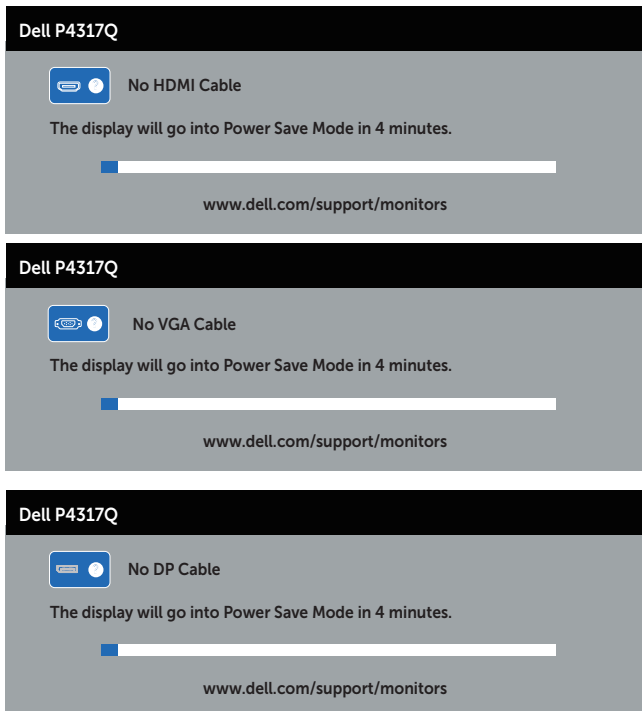 Dell P4317Q
No HDMI Cable
The display will go into Power Save Mode in 4 minutes.
www.dell.com/support/monitors
Dell P4317Q
No VGA Cable
The display will go into Power Save Mode in 4 minutes.
www.dell.com/support/monitors
Dell P4317Q
No DP Cable
The display will go into Power Save Mode in 4 minutes.
www.dell.com/support/monitors